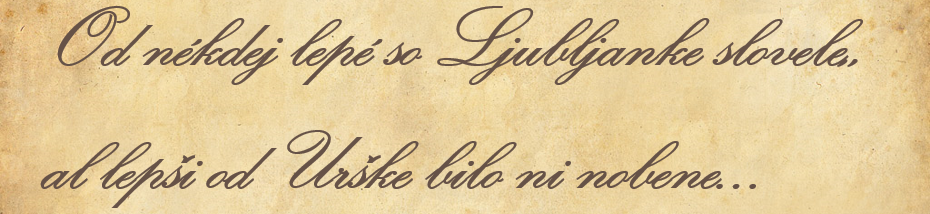 Od nékdej lepé so Ljubljanke slovele,,
al lepši od Urške bilo ni nobene...